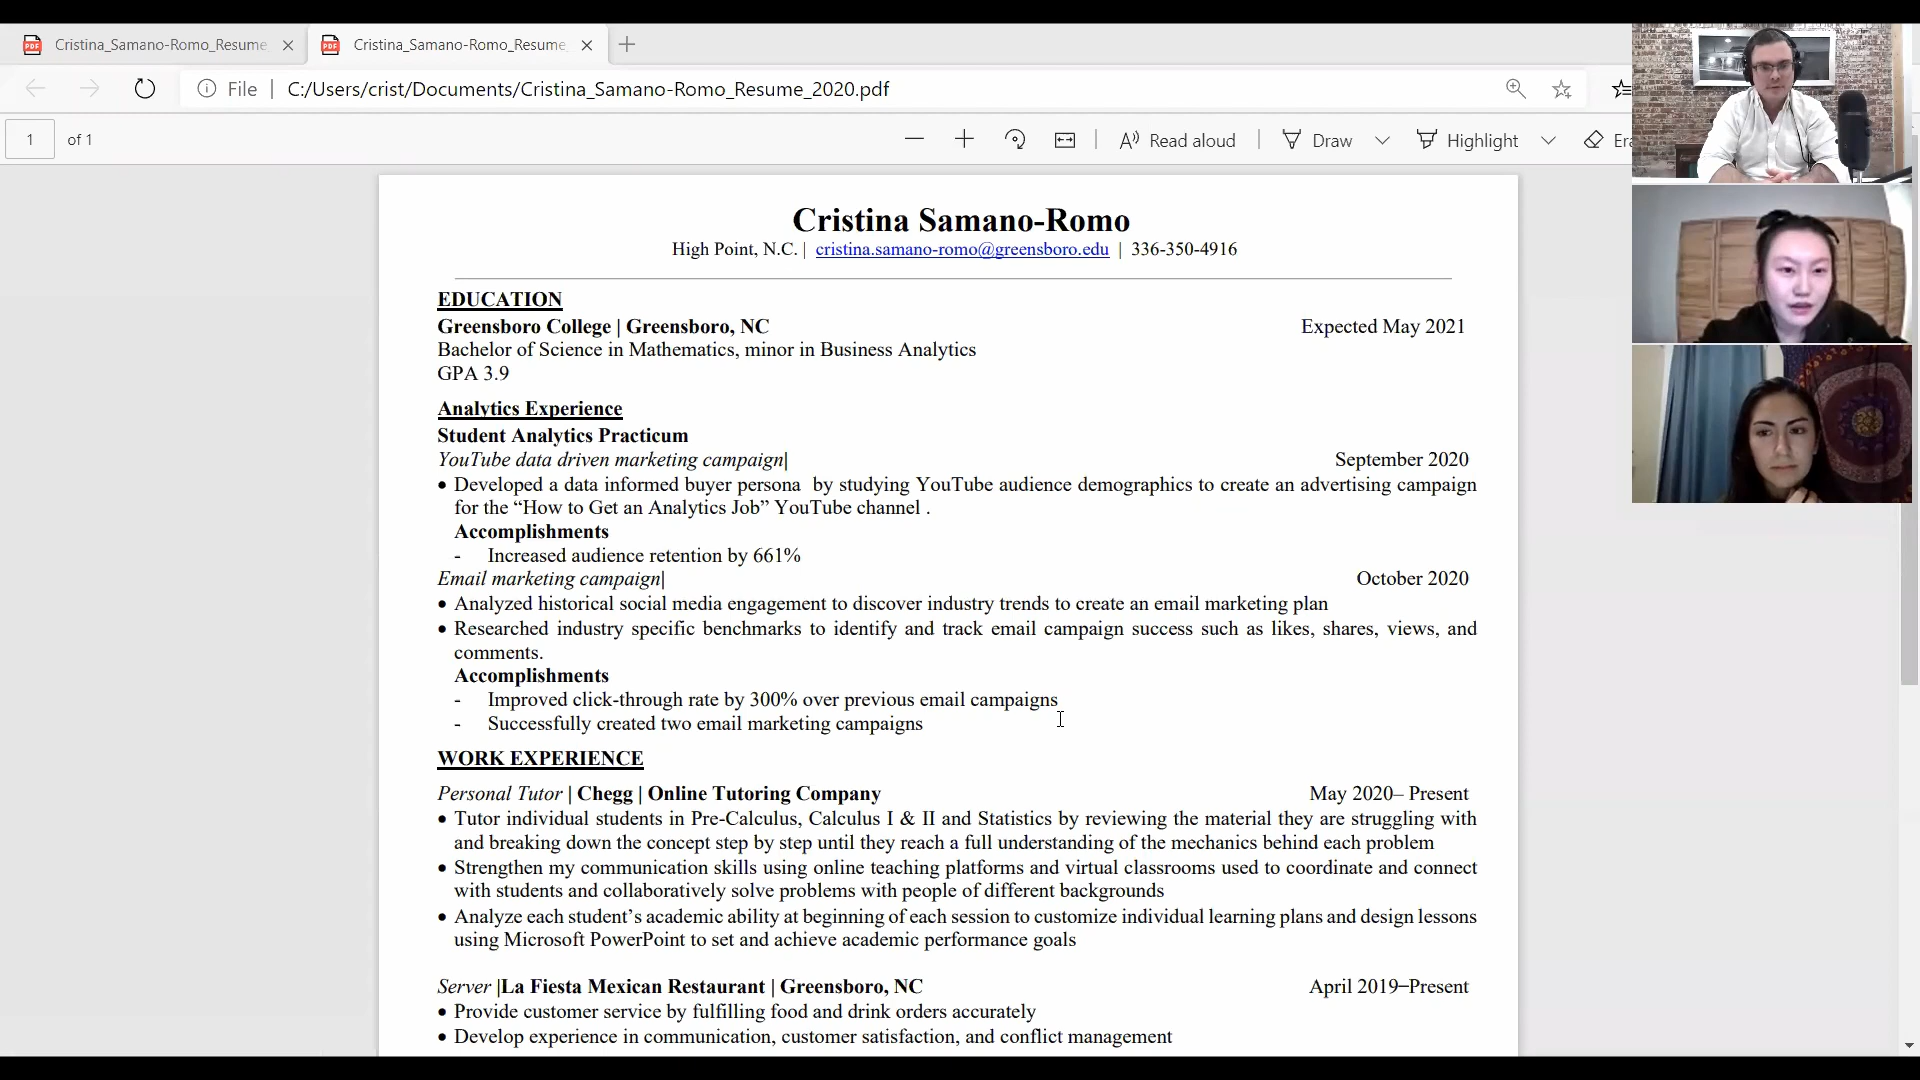 Cristina_Samano-Romo_Resume
Cristina_Samano-Romo_Resume
File | C:/Users/crist/Documents/Cristina_Samano-Romo_Resume_2020.pdf
1 of 1
Read aloud
Draw
Highlight
Cristina Samano-Romo
High Point, N.C. | cristina.samano-romo@greensboro.edu | 336-350-4916
EDUCATION
Greensboro College | Greensboro, NC Expected May 2021
Bachelor of Science in Mathematics, minor in Business Analytics
GPA 3.9
Analytics Experience
Student Analytics Practicum
YouTube data driven marketing campaign| September 2020
• Developed a data informed buyer persona by studying YouTube audience demographics to create an advertising campaign
for the “How to Get an Analytics Job” YouTube channel .
Accomplishments
- Increased audience retention by 661%
Email marketing campaign| October 2020
• Analyzed historical social media engagement to discover industry trends to create an email marketing plan
• Researched industry specific benchmarks to identify and track email campaign success such as likes, shares, views, and
comments.
Accomplishments
- Improved click-through rate by 300% over previous email campaigns
- Successfully created two email marketing campaigns
WORK EXPERIENCE
Personal Tutor | Chegg | Online Tutoring Company May 2020– Present
• Tutor individual students in Pre-Calculus, Calculus I & II and Statistics by reviewing the material they are struggling with
and breaking down the concept step by step until they reach a full understanding of the mechanics behind each problem
• Strengthen my communication skills using online teaching platforms and virtual classrooms used to coordinate and connect
with students and collaboratively solve problems with people of different backgrounds
• Analyze each student’s academic ability at beginning of each session to customize individual learning plans and design lessons
using Microsoft PowerPoint to set and achieve academic performance goals
Server |La Fiesta Mexican Restaurant | Greensboro, NC April 2019–Present
• Provide customer service by fulfilling food and drink orders accurately
• Develop experience in communication, customer satisfaction, and conflict management